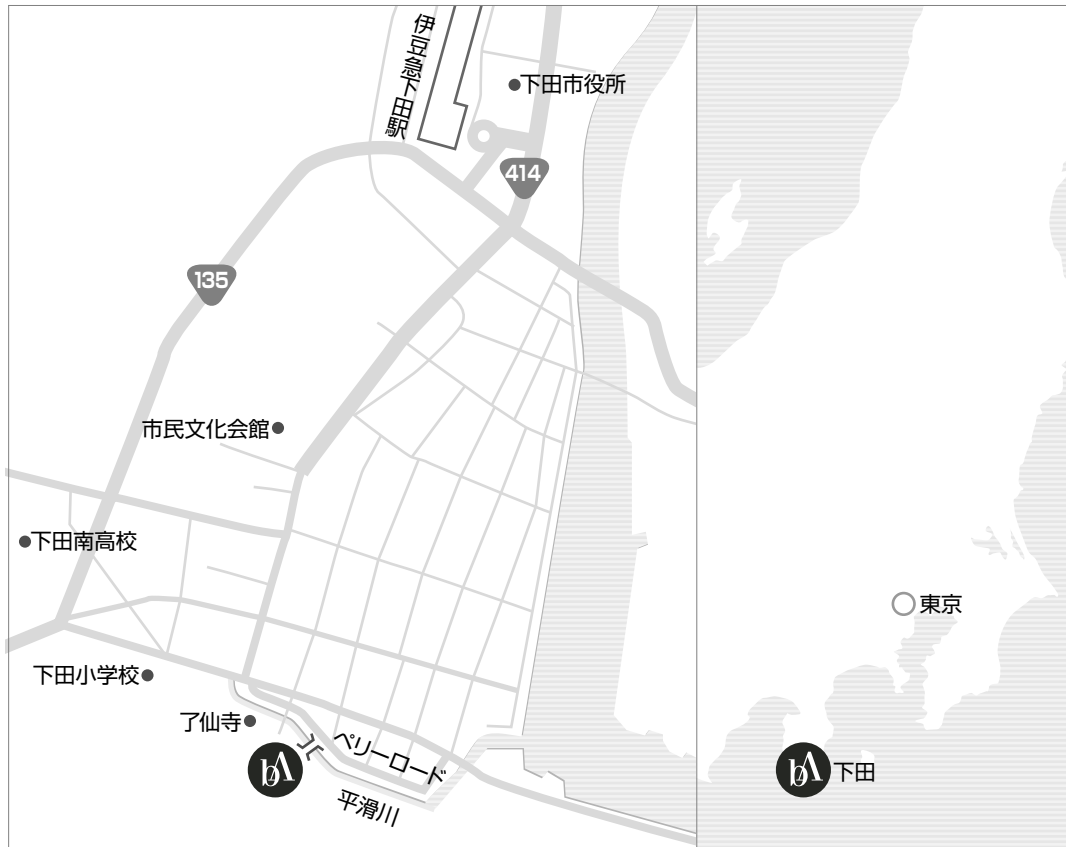 伊豆急下田駅
下田市役所
414
135
市民文化会館
下田南高校
東京
下田小学校
了仙寺
ペリーロード
下田
平滑川